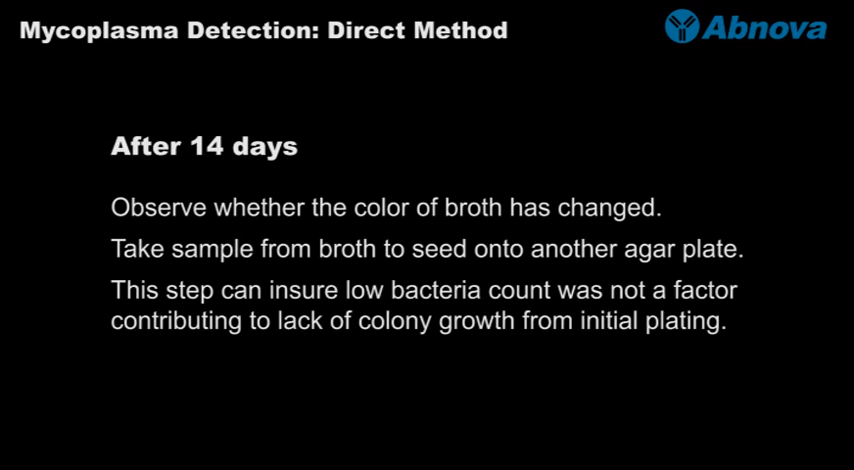 Mycoplasma Detection: Direct Method
Abnova
After 14 days
Observe whether the color of broth has changed.
Take sample from broth to seed onto another agar plate.
This step can insure low bacteria count was not a factor
contributing to lack of colony growth from initial plating.